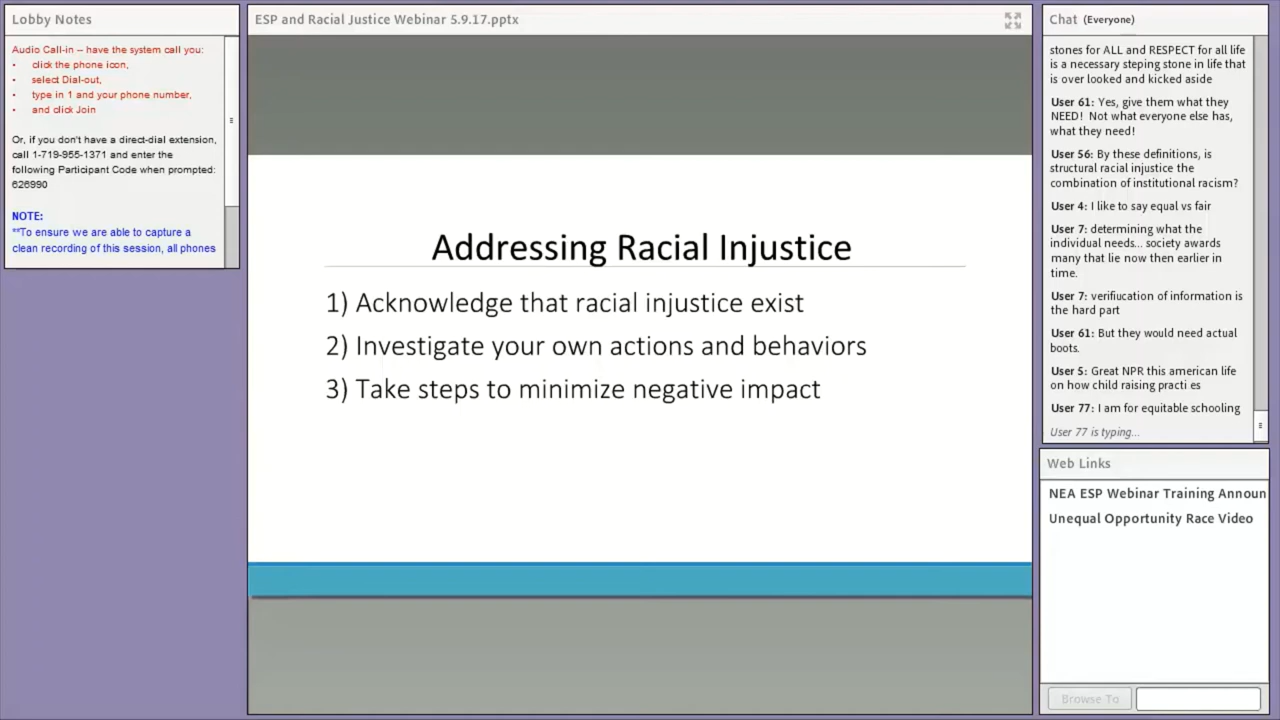 Lobby Notes
Audio Call-in – have the system call you:
• click the phone icon,
• select Dial-out,
• type in 1 and your phone number,
• and click Join
Or, if you don't have a direct-dial extension,
call 1-719-955-1371 and enter the
following Participant Code when prompted:
626990
NOTE:
**To ensure we are able to capture a
clean recording of this session, all phones
ESP and Racial Justice Webinar 5.9.17.pptx
Addressing Racial Injustice
1) Acknowledge that racial injustice exist
2) Investigate your own actions and behaviors
3) Take steps to minimize negative impact
Chat (Everyone)
stones for ALL and RESPECT for all life
is a necessary steping stone in life that
is over looked and kicked aside
User 61: Yes, give them what they
NEED! Not what everyone else has,
what they need!
User 56: By these definitions, is
structural racial injustice the
combination of institutional racism?
User 4: I like to say equal vs fair
User 7: determining what the
individual needs... society awards
many that lie now then earlier in
time.
User 7: verifiucation of information is
the hard part
User 61: But they would need actual
boots.
User 5: Great NPR this american life
on how child raising practi es
User 77: I am for equitable schooling
User 77 is typing...
Web Links
NEA ESP Webinar Training Announ
Unequal Opportunity Race Video
Browse To